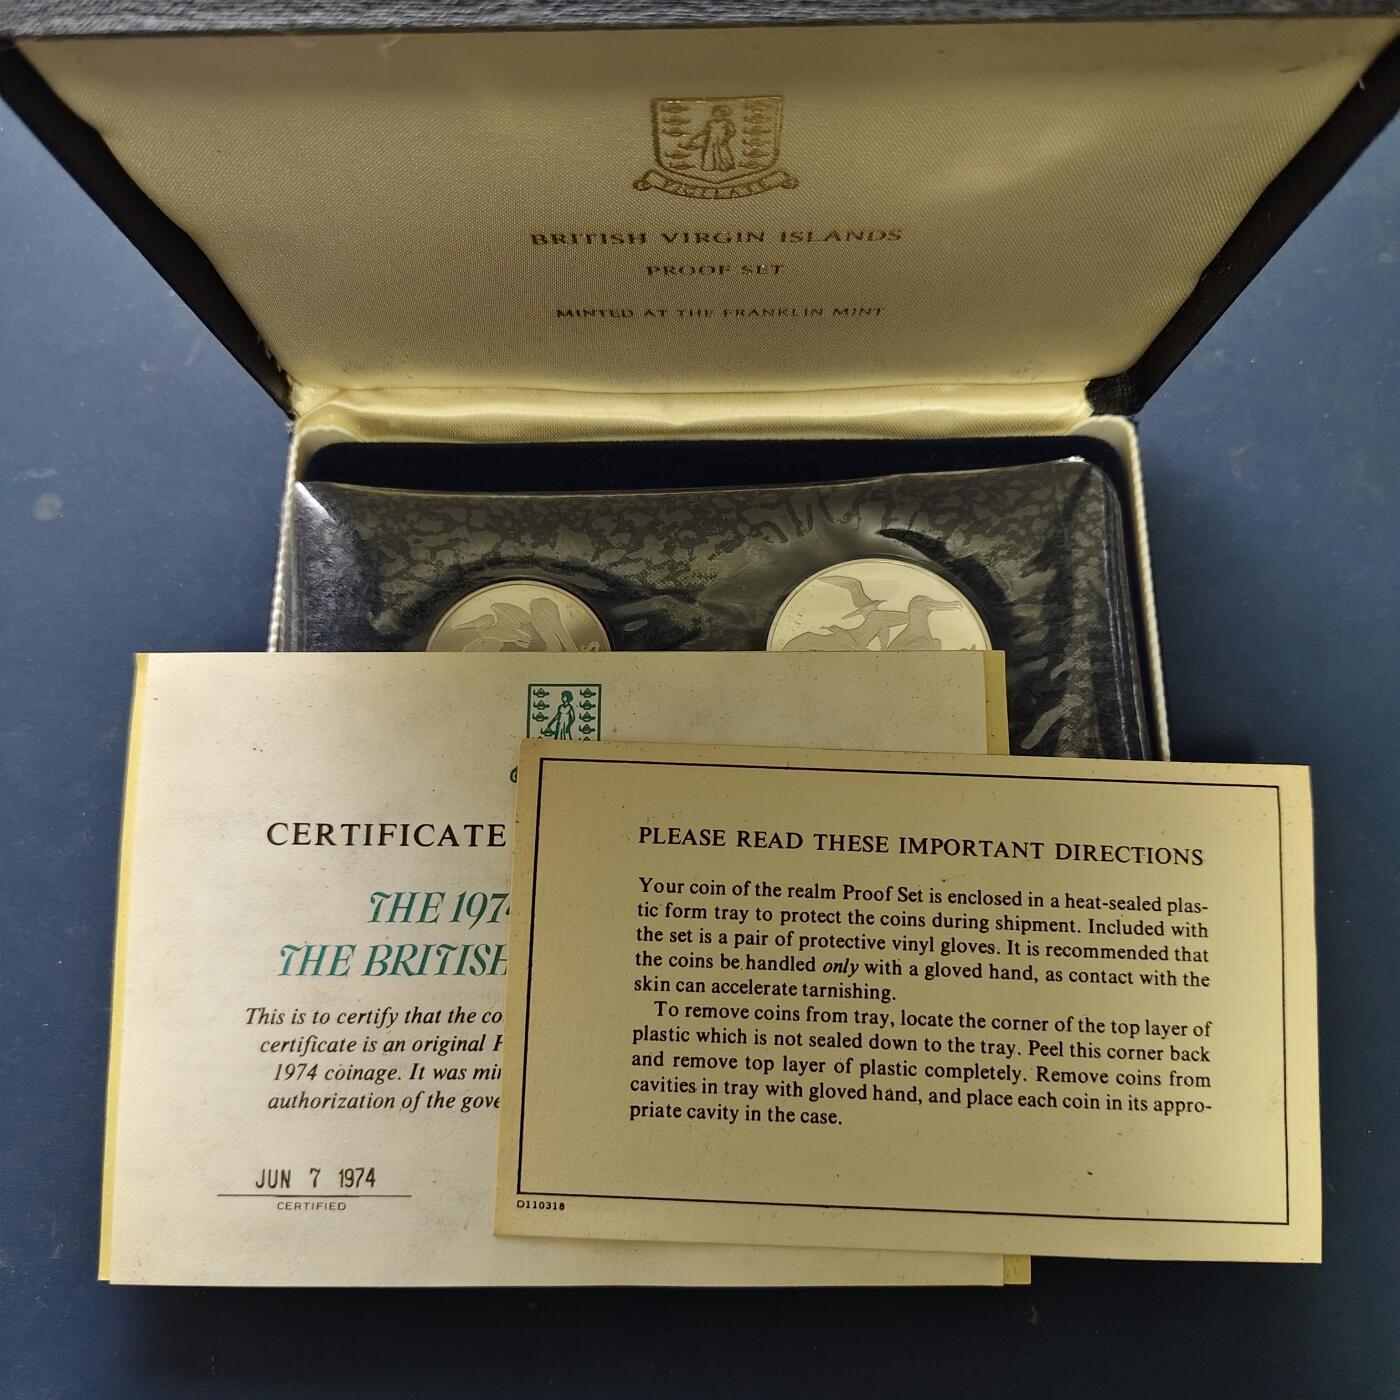 VIGILATE
BRITISH VIRGIN ISLANDS
PROOF SET
MINTED AT THE FRANKLIN MINT
CERTIFICATE
THE 1974
THE BRITISH
This is to certify that the co
certificate is an original P
1974 coinage. It was min
authorization of the gove
JUN 7 1974
CERTIFIED
PLEASE READ THESE IMPORTANT DIRECTIONS
Your coin of the realm Proof Set is enclosed in a heat-sealed plas-
tic form tray to protect the coins during shipment. Included with
the set is a pair of protective vinyl gloves. It is recommended that
the coins be handled only with a gloved hand, as contact with the
skin can accelerate tarnishing.
To remove coins from tray, locate the corner of the top layer of
plastic which is not sealed down to the tray. Peel this corner back
and remove top layer of plastic completely. Remove coins from
cavities in tray with gloved hand, and place each coin in its appro-
priate cavity in the case.
D110318